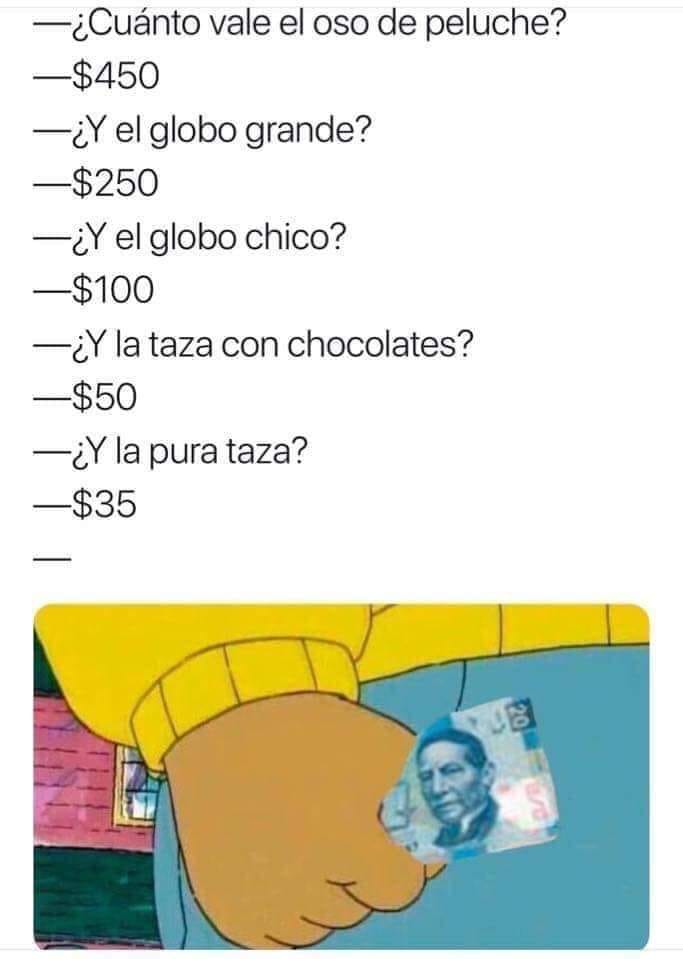 —¿Cuánto vale el oso de peluche?
—$450
—¿Y el globo grande?
—$250
—¿Y el globo chico?
—$100
—¿Y la taza con chocolates?
—$50
—¿Y la pura taza?
—$35
—
20